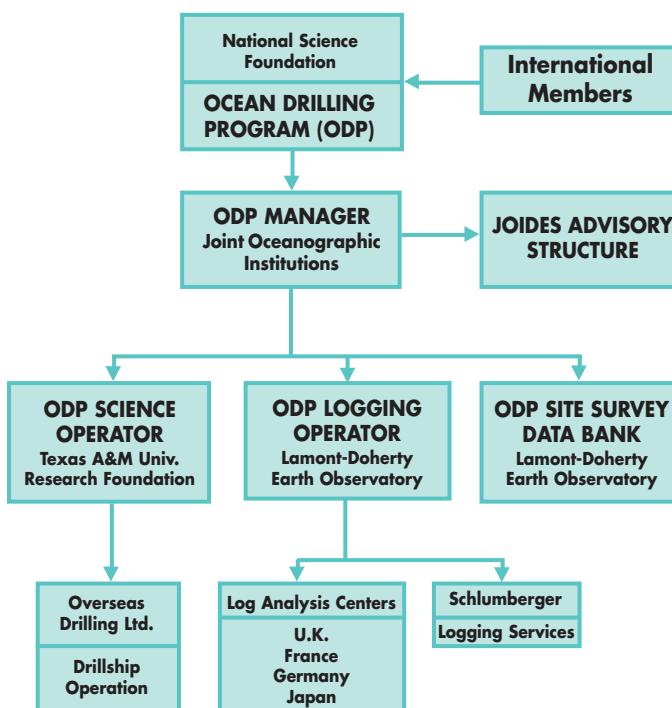 National Science
Foundation
OCEAN DRILLING
PROGRAM (ODP)
International
Members
ODP MANAGER
Joint Oceanographic
Institutions
JOIDES ADVISORY
STRUCTURE
ODP SCIENCE
OPERATOR
Texas A&M Univ.
Research Foundation
ODP LOGGING
OPERATOR
Lamont-Doherty
Earth Observatory
ODP SITE SURVEY
DATA BANK
Lamont-Doherty
Earth Observatory
Overseas
Drilling Ltd.
Drillship
Operation
Log Analysis Centers
U.K.
France
Germany
Japan
Schlumberger
Logging Services